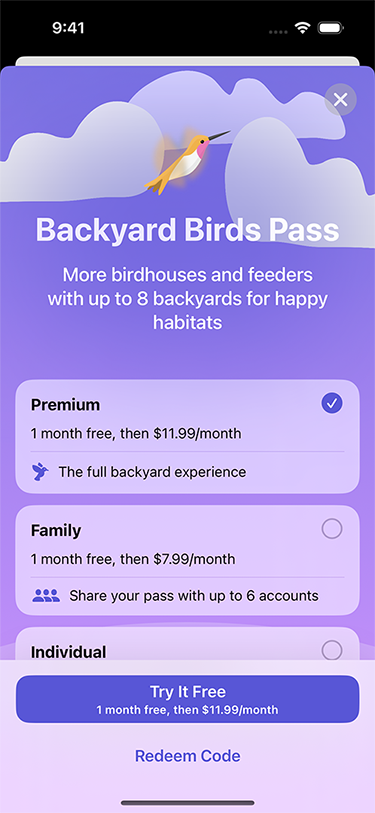 9:41
Backyard Birds Pass
More birdhouses and feeders
with up to 8 backyards for happy
habitats
Premium
1 month free, then $11.99/month
The full backyard experience
Family
1 month free, then $7.99/month
Share your pass with up to 6 accounts
Individual
Try It Free
1 month free, then $11.99/month
Redeem Code